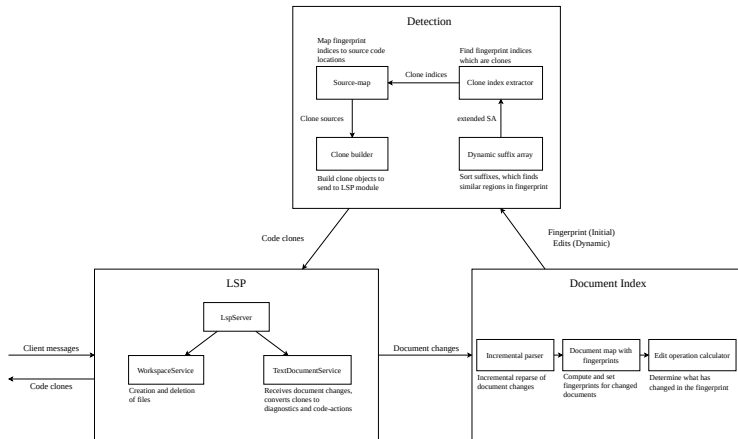 Detection
Map fingerprint
indices to source code
locations
Find fingerprint indices
which are clones
Source-map
Clone indices
Clone index extractor
Clone sources
extended SA
Clone builder
Dynamic suffix array
Build clone objects to
send to LSP module
Sort suffixes, which finds
similar regions in fingerprint
Code clones
Fingerprint (Initial)
Edits (Dynamic)
LSP
LspServer
WorkspaceService
TextDocumentService
Creation and deletion
of files
Receives document changes,
converts clones to
diagnostics and code-actions
Client messages
Code clones
Document changes
Document Index
Incremental parser
Document map with
fingerprints
Edit operation calculator
Incremental reparse of
document changes
Compute and set
fingerprints for changed
documents
Determine what has
changed in the fingerprint